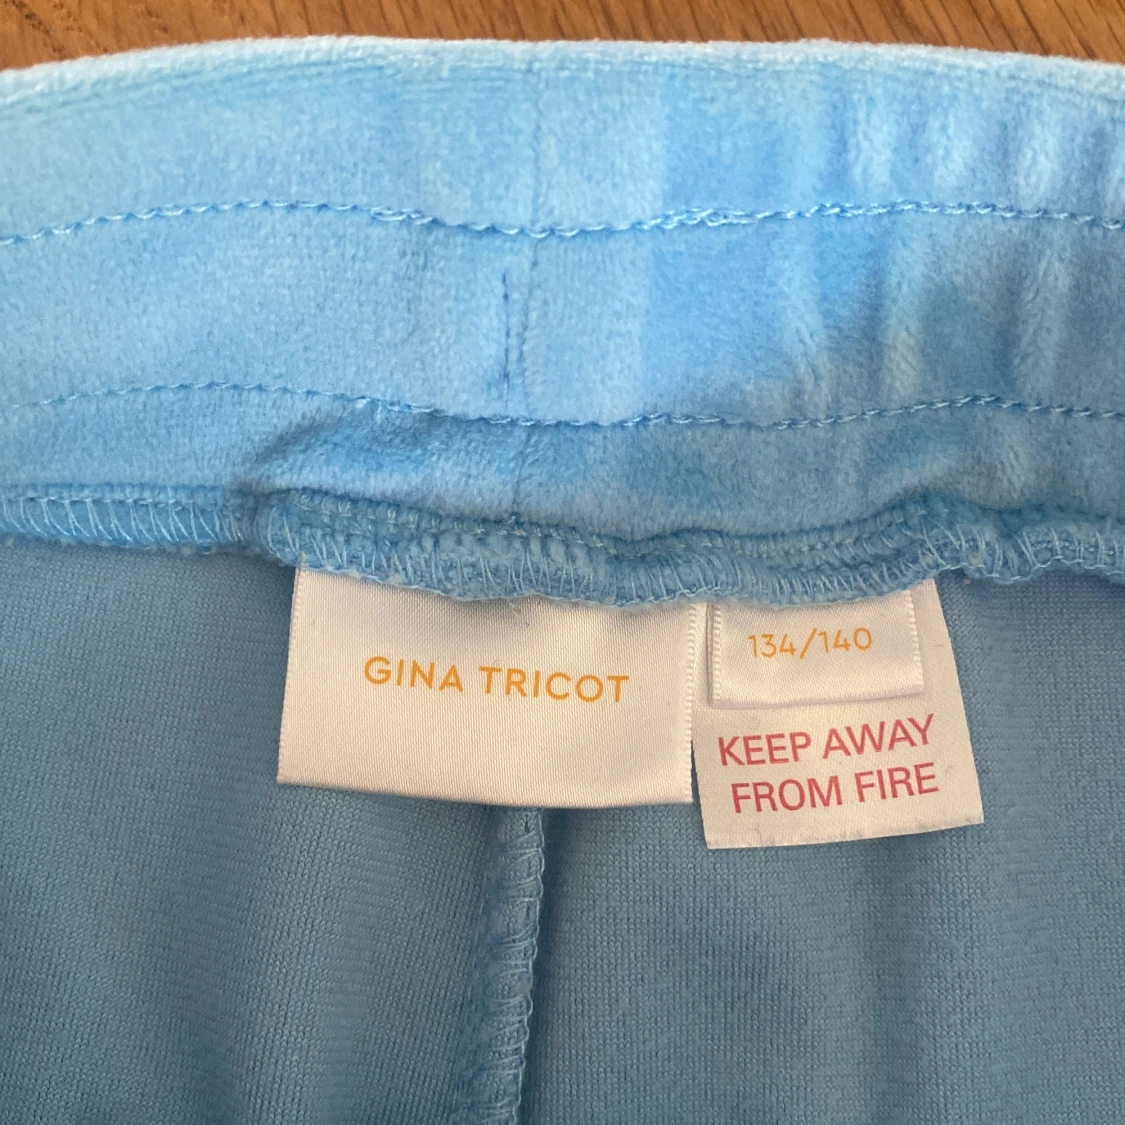 GINA TRICOT
134/140
KEEP AWAY
FROM FIRE